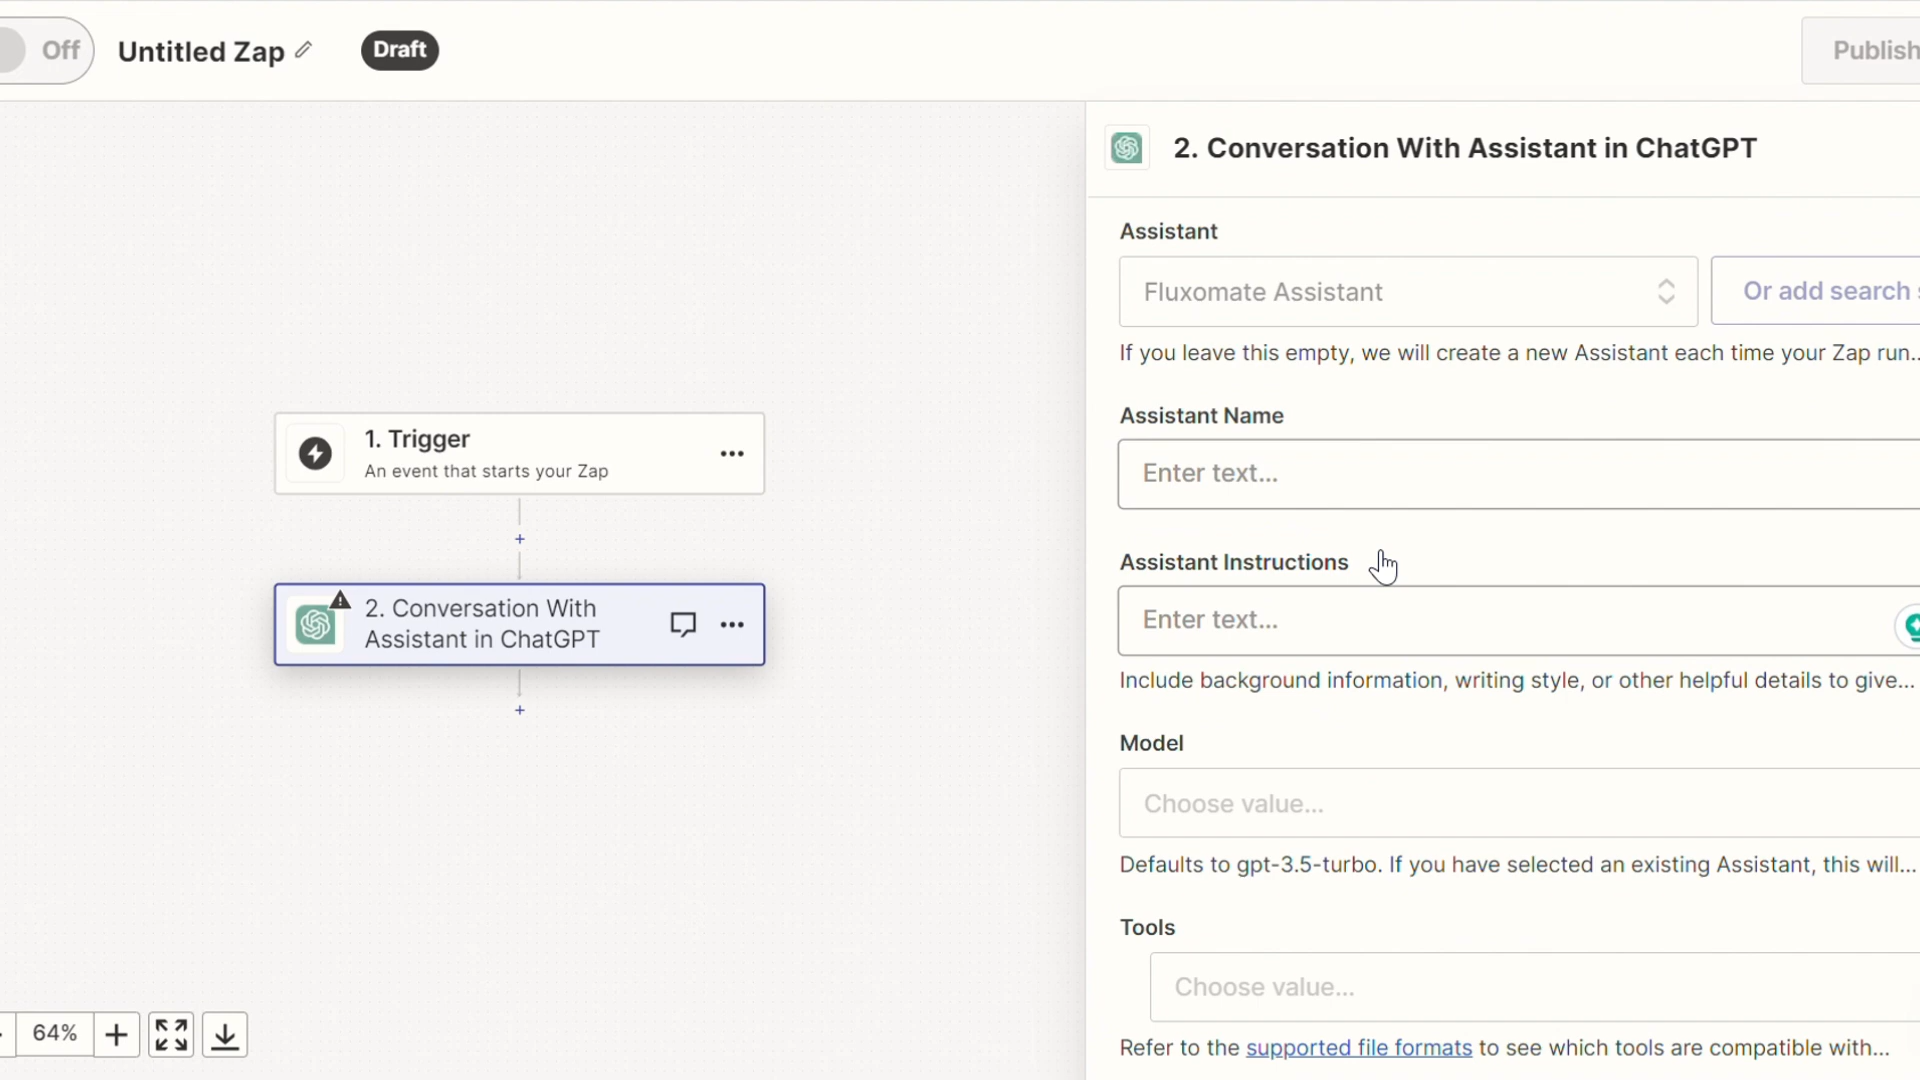 Off
Untitled Zap
Draft
Publish
2. Conversation With Assistant in ChatGPT
Assistant
Fluxomate Assistant
Or add search
If you leave this empty, we will create a new Assistant each time your Zap run...
Assistant Name
Enter text...
Assistant Instructions
Enter text...
Include background information, writing style, or other helpful details to give...
Model
Choose value...
Defaults to gpt-3.5-turbo. If you have selected an existing Assistant, this will...
Tools
Choose value...
Refer to the supported file formats to see which tools are compatible with...
1. Trigger
An event that starts your Zap
2. Conversation With
Assistant in ChatGPT
64%